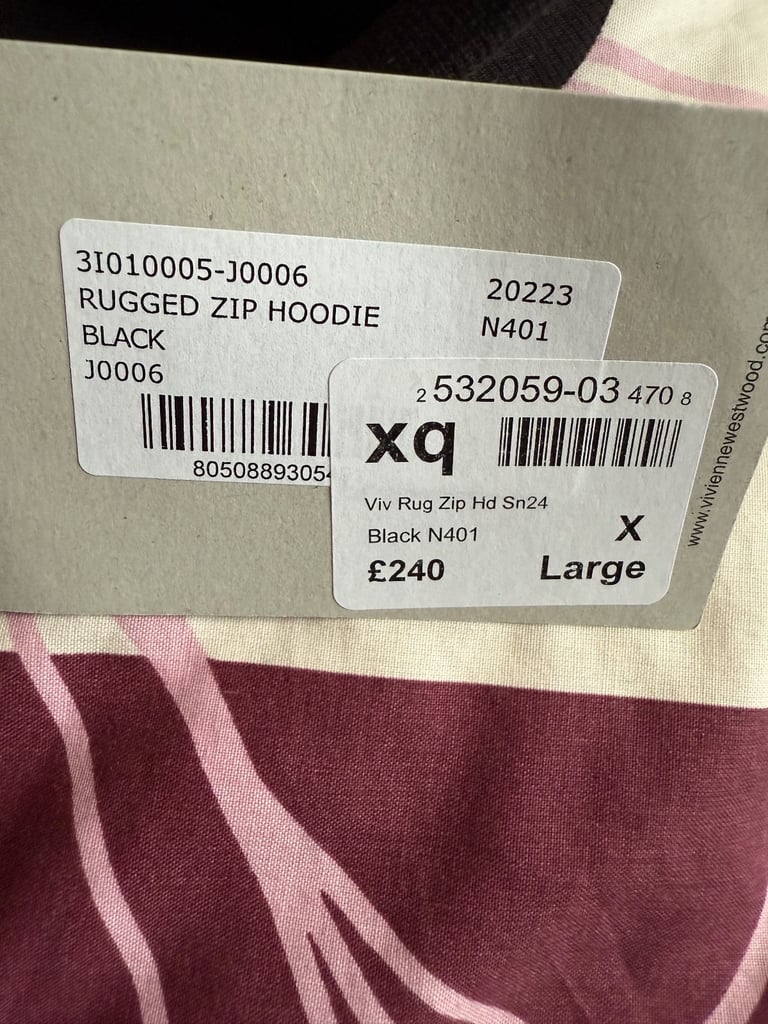 3I010005-J0006
20223
RUGGED ZIP HOODIE
N401
BLACK
J0006
8050889305
2 532059-03 470 8
xq
Viv Rug Zip Hd Sn24
Black N401
X
£240
Large
www.viviennewestwood.com